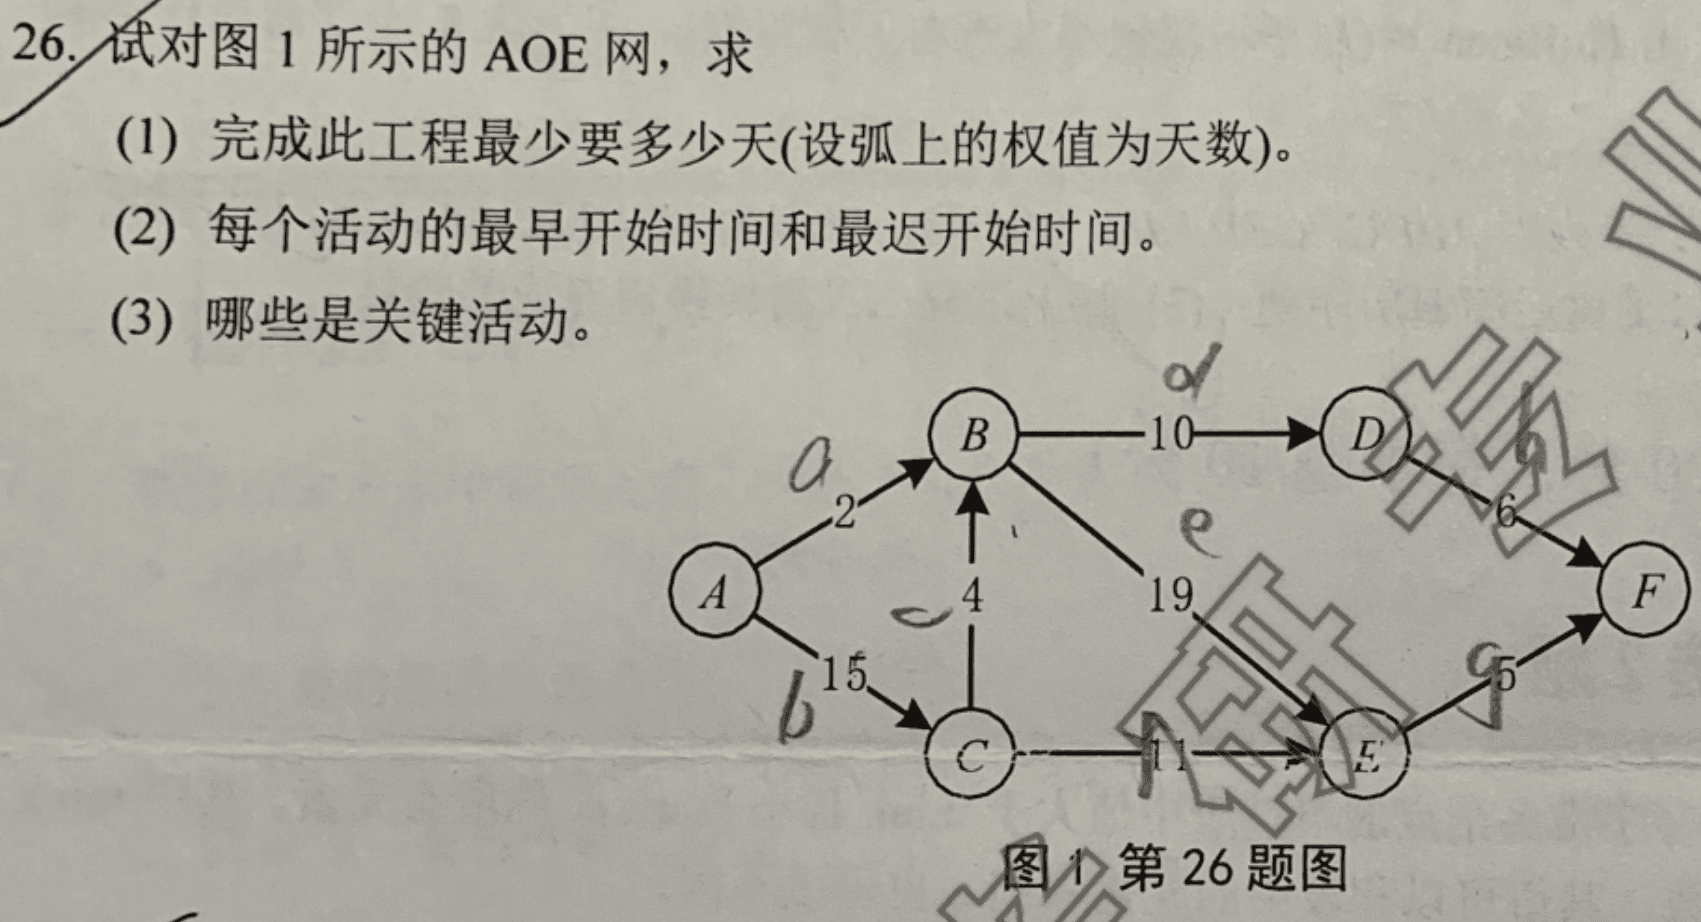 26. 试对图 1 所示的 AOE 网，求
(1) 完成此工程最少要多少天(设弧上的权值为天数)。
(2) 每个活动的最早开始时间和最迟开始时间。
(3) 哪些是关键活动。
d
B 10 D h
a 2 e 6
A c 4 19 F
b 15 g 5
C 11 E
图 1 第 26 题图